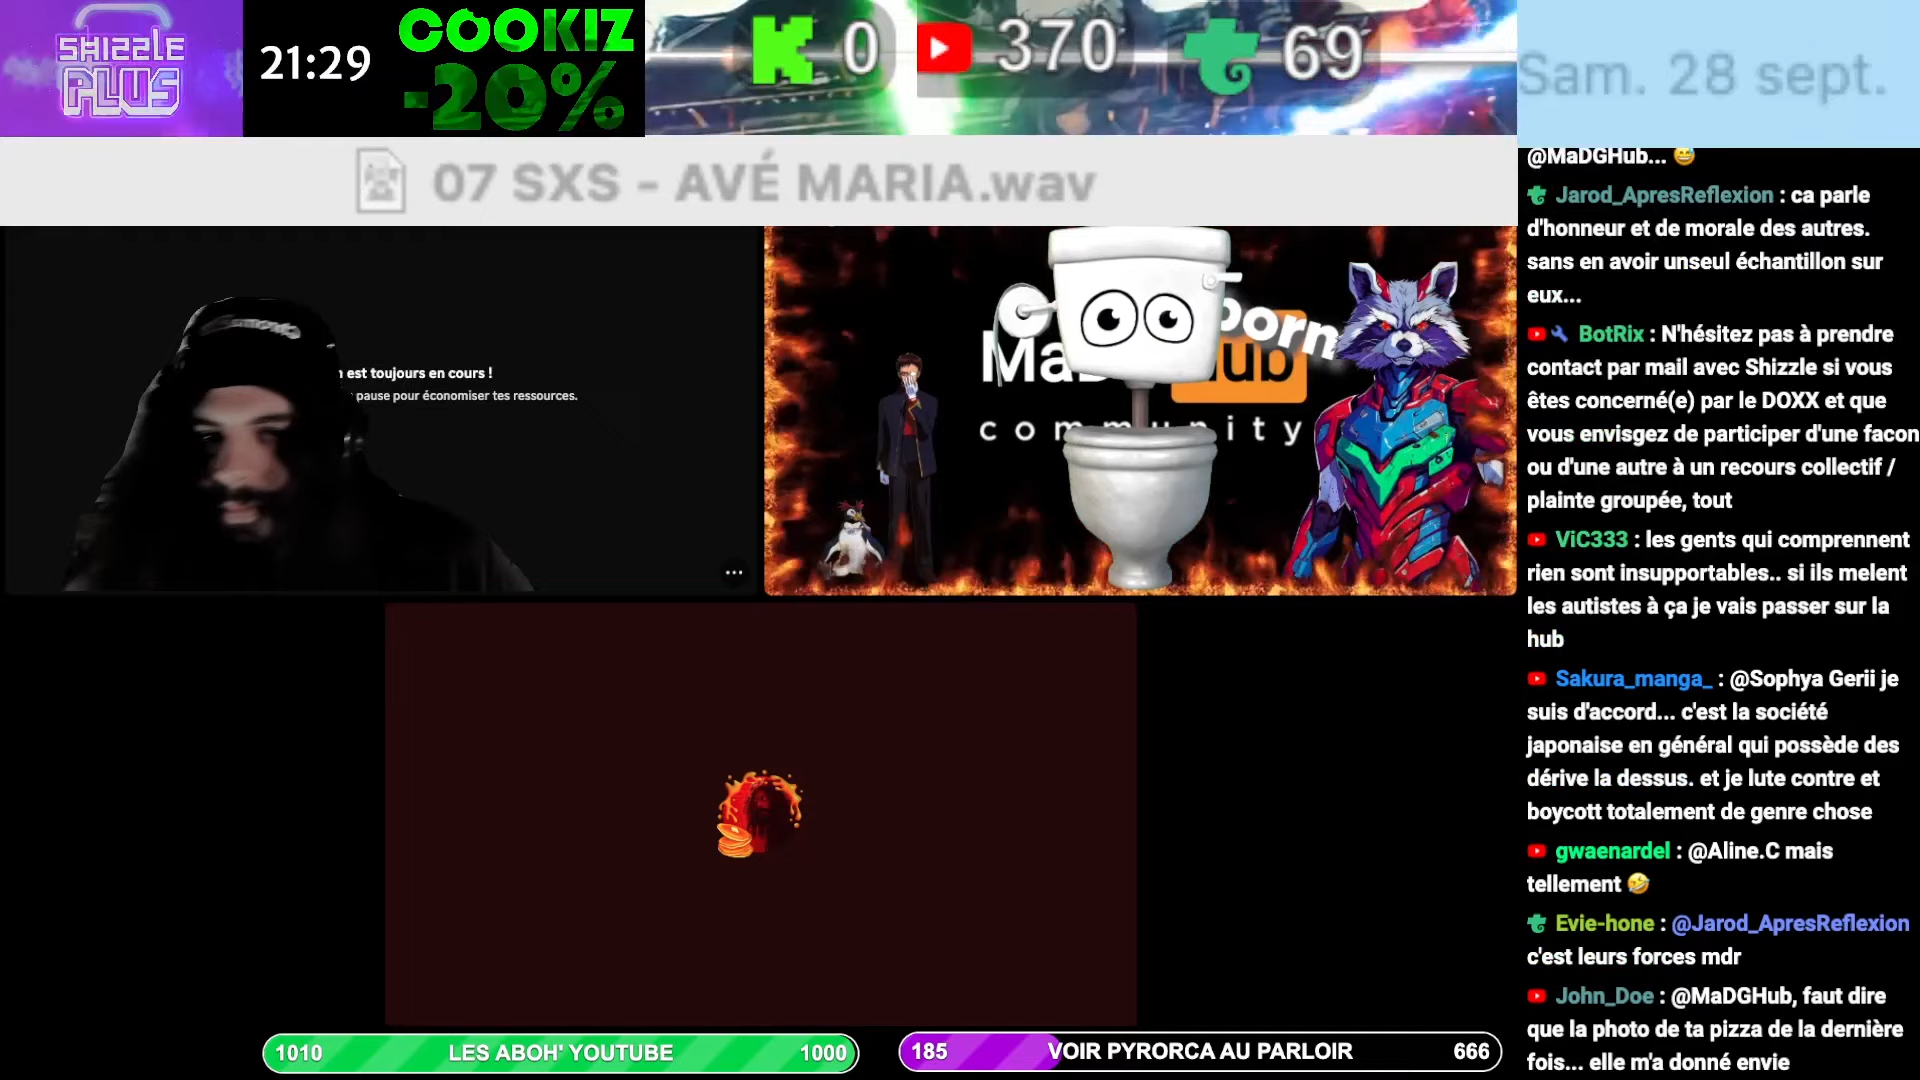 SHIZZLE
PLUS
21:29
COOKIZ
-20%
0
370
69
Sam. 28 sept.
07 SXS - AVÉ MARIA.wav
est toujours en cours !
pause pour économiser tes ressources.
porn
community
@MaDGHub... 😅
Jarod_ApresReflexion : ca parle
d'honneur et de morale des autres.
sans en avoir unseul échantillon sur
eux...
BotRix : N'hésitez pas à prendre
contact par mail avec Shizzle si vous
êtes concerné(e) par le DOXX et que
vous envisgez de participer d'une facon
ou d'une autre à un recours collectif /
plainte groupée, tout
ViC333 : les gents qui comprennent
rien sont insupportables.. si ils melent
les autistes à ça je vais passer sur la
hub
Sakura_manga_ : @Sophya Gerii je
suis d'accord... c'est la société
japonaise en général qui possède des
dérive la dessus. et je lute contre et
boycott totalement de genre chose
gwaenardel : @Aline.C mais
tellement 🤣
Evie-hone : @Jarod_ApresReflexion
c'est leurs forces mdr
John_Doe : @MaDGHub, faut dire
que la photo de ta pizza de la dernière
fois... elle m'a donné envie
1010 LES ABOH' YOUTUBE 1000
185 VOIR PYRORCA AU PARLOIR 666